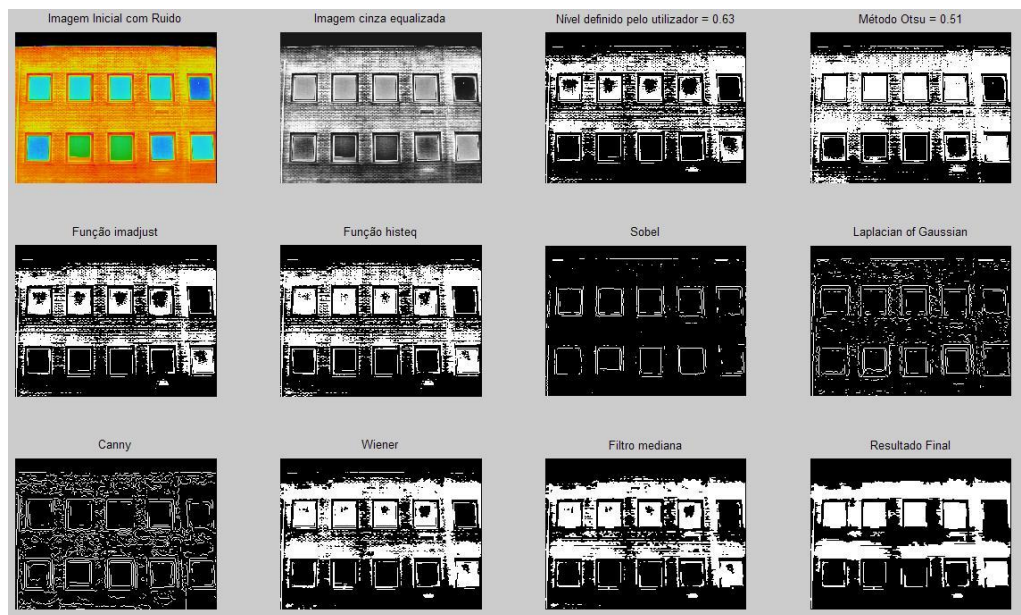 Imagem Inicial com Ruido
Imagem cinza equalizada
Nível definido pelo utilizador = 0.63
Método Otsu = 0.51
Função imadjust
Função histeq
Sobel
Laplacian of Gaussian
Canny
Wiener
Filtro mediana
Resultado Final